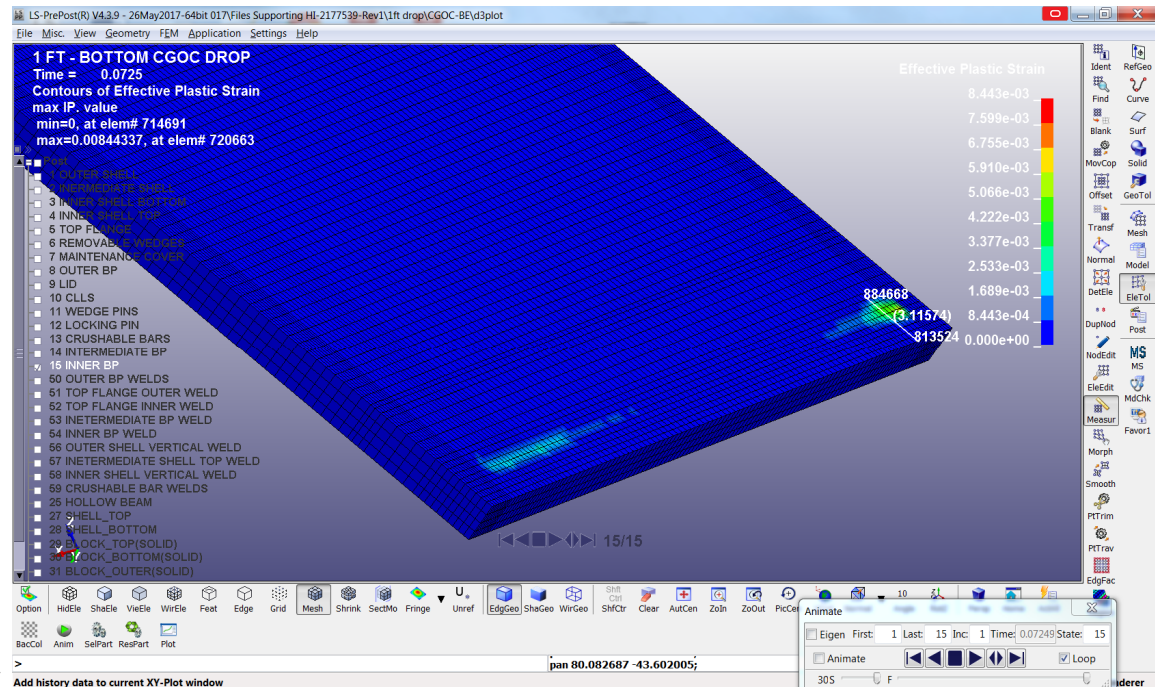 LS-PrePost(R) V4.3.9 - 26May2017-64bit 017\Files Supporting HI-2177539-Rev1\1ft drop\CGOC-BE\d3plot
File Misc. View Geometry FEM Application Settings Help
1 FT - BOTTOM CGOC DROP
Time = 0.0725
Contours of Effective Plastic Strain
max IP. value
min=0, at elem# 714691
max=0.00844337, at elem# 720663
Effective Plastic Strain
8.443e-03
7.599e-03
6.755e-03
5.910e-03
5.066e-03
4.222e-03
3.377e-03
2.533e-03
1.689e-03
8.443e-04
0.000e+00
884668
(3.11574)
813524
Post
1 OUTER SHELL
2 INERMEDIATE SHELL
3 INNER SHELL BOTTOM
4 INNER SHELL TOP
5 TOP FLANGE
6 REMOVABLE WEDGES
7 MAINTENANCE COVER
8 OUTER BP
9 LID
10 CLLS
11 WEDGE PINS
12 LOCKING PIN
13 CRUSHABLE BARS
14 INTERMEDIATE BP
15 INNER BP
50 OUTER BP WELDS
51 TOP FLANGE OUTER WELD
52 TOP FLANGE INNER WELD
53 INETERMEDIATE BP WELD
54 INNER BP WELD
56 OUTER SHELL VERTICAL WELD
57 INETERMEDIATE SHELL TOP WELD
58 INNER SHELL VERTICAL WELD
59 CRUSHABLE BAR WELDS
25 HOLLOW BEAM
27 SHELL_TOP
28 SHELL_BOTTOM
29 BLOCK_TOP(SOLID)
30 BLOCK_BOTTOM(SOLID)
31 BLOCK_OUTER(SOLID)
15/15
Ident RefGeo
Find Curve
Blank Surf
MovCop Solid
Offset GeoTol
Transf Mesh
Normal Model
DetEle EleTol
DupNod Post
NodEdit MS
MS
EleEdit MdChk
Measur Favor1
Morph
Smooth
PtTrim
PtTrav
EdgFac
Option HidEle ShaEle VieEle WirEle Feat Edge Grid Mesh Shrink SectMo Fringe Unref EdgGeo ShaGeo WirGeo ShfCtr Clear AutCen ZoIn ZoOut PicCen
Shft
Ctrl
10
BacCol Anim SelPart ResPart Plot
>
pan 80.082687 -43.602005;
Add history data to current XY-Plot window
Animate
Eigen First: 1 Last: 15 Inc: 1 Time: 0.07249 State: 15
Animate Loop
30S F